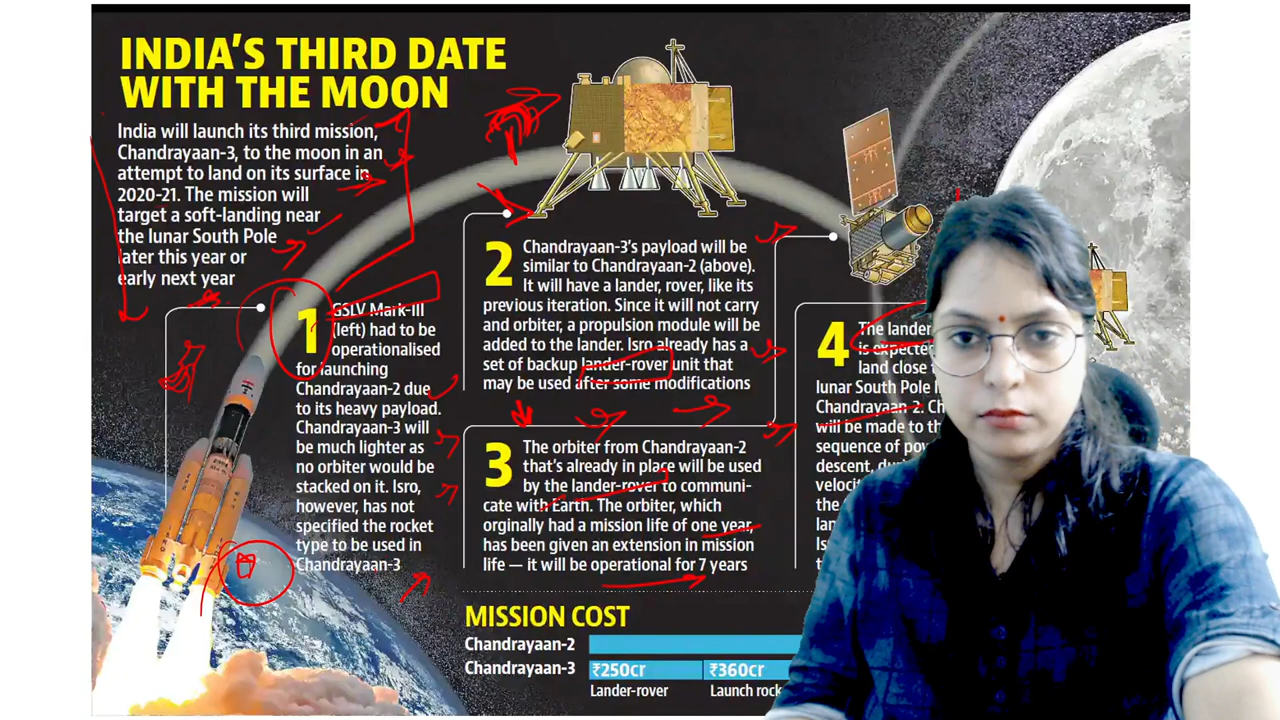 INDIA'S THIRD DATE
WITH THE MOON
India will launch its third mission,
Chandrayaan-3, to the moon in an
attempt to land on its surface in
2020-21. The mission will
target a soft-landing near
the lunar South Pole
later this year or
early next year
1
GSLV Mark-III
(left) had to be
operationalised
for launching
Chandrayaan-2 due
to its heavy payload.
Chandrayaan-3 will
be much lighter as
no orbiter would be
stacked on it. Isro,
however, has not
specified the rocket
type to be used in
Chandrayaan-3
2
Chandrayaan-3's payload will be
similar to Chandrayaan-2 (above).
It will have a lander, rover, like its
previous iteration. Since it will not carry
and orbiter, a propulsion module will be
added to the lander. Isro already has a
set of backup lander-rover unit that
may be used after some modifications
3
The orbiter from Chandrayaan-2
that's already in place will be used
by the lander-rover to communi-
cate with Earth. The orbiter, which
orginally had a mission life of one year,
has been given an extension in mission
life — it will be operational for 7 years
4
The lander
is expected
land close
lunar South Pole
Chandrayaan-2.
will be made to
sequence of
descent,
the
MISSION COST
Chandrayaan-2
Chandrayaan-3 ₹250cr ₹360cr
Lander-rover Launch